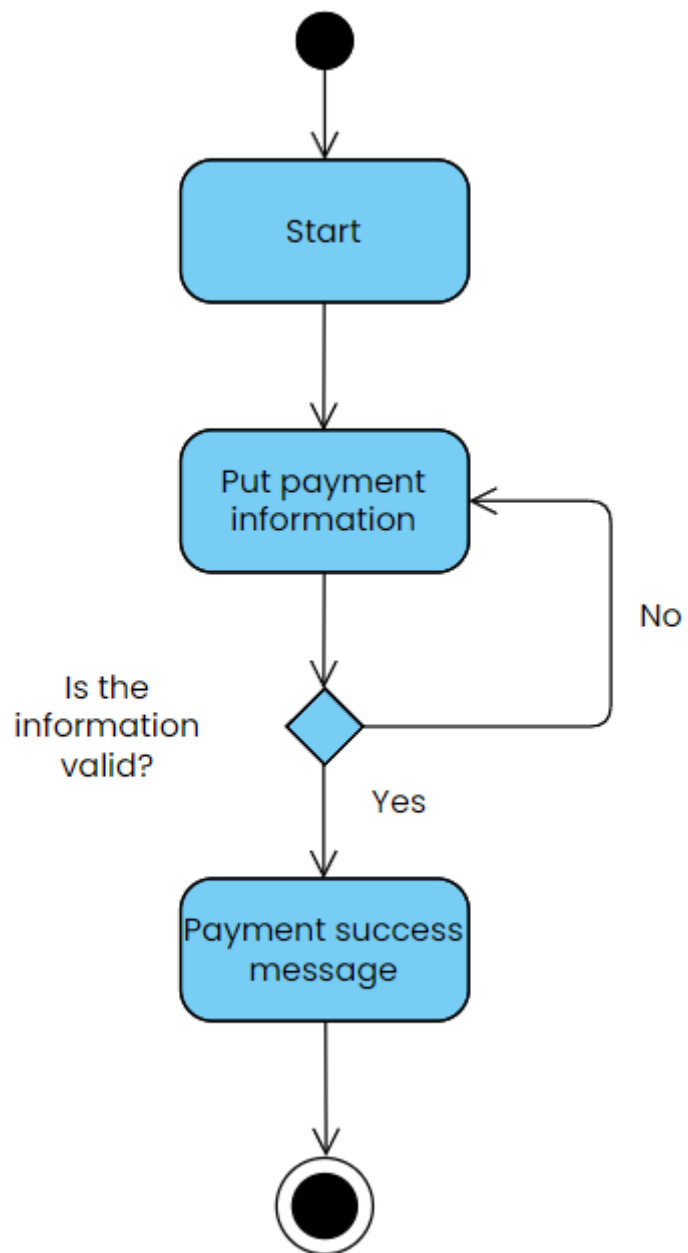 Start
Put payment
information
No
Is the
information
valid?
Yes
Payment success
message